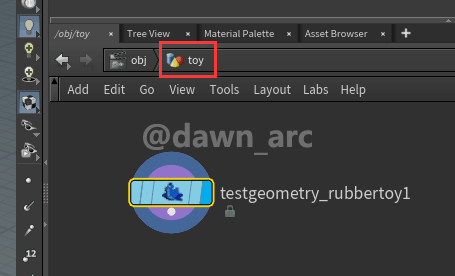 /obj/toy × Tree View × Material Palette × Asset Browser × +
obj toy
Add Edit Go View Tools Layout Labs Help
@dawn_arc
testgeometry_rubbertoy1
12